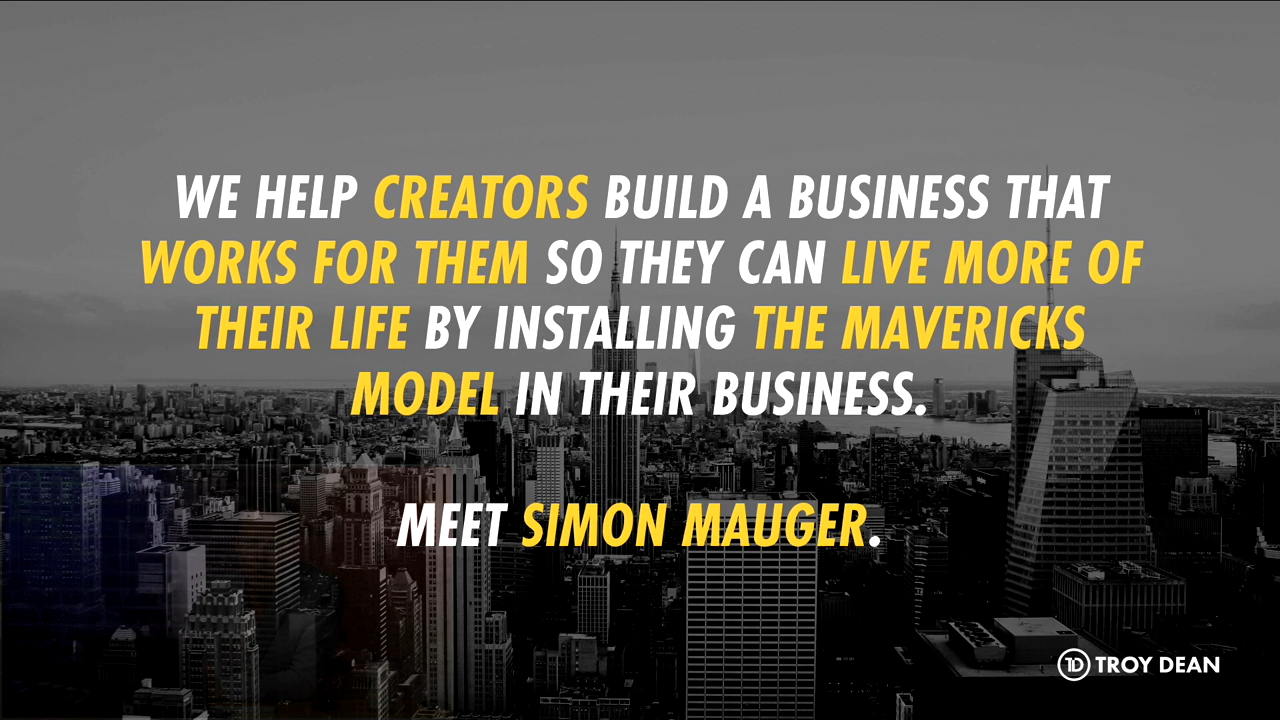 WE HELP CREATORS BUILD A BUSINESS THAT
WORKS FOR THEM SO THEY CAN LIVE MORE OF
THEIR LIFE BY INSTALLING THE MAVERICKS
MODEL IN THEIR BUSINESS.
MEET SIMON MAUGER.
TD TROY DEAN